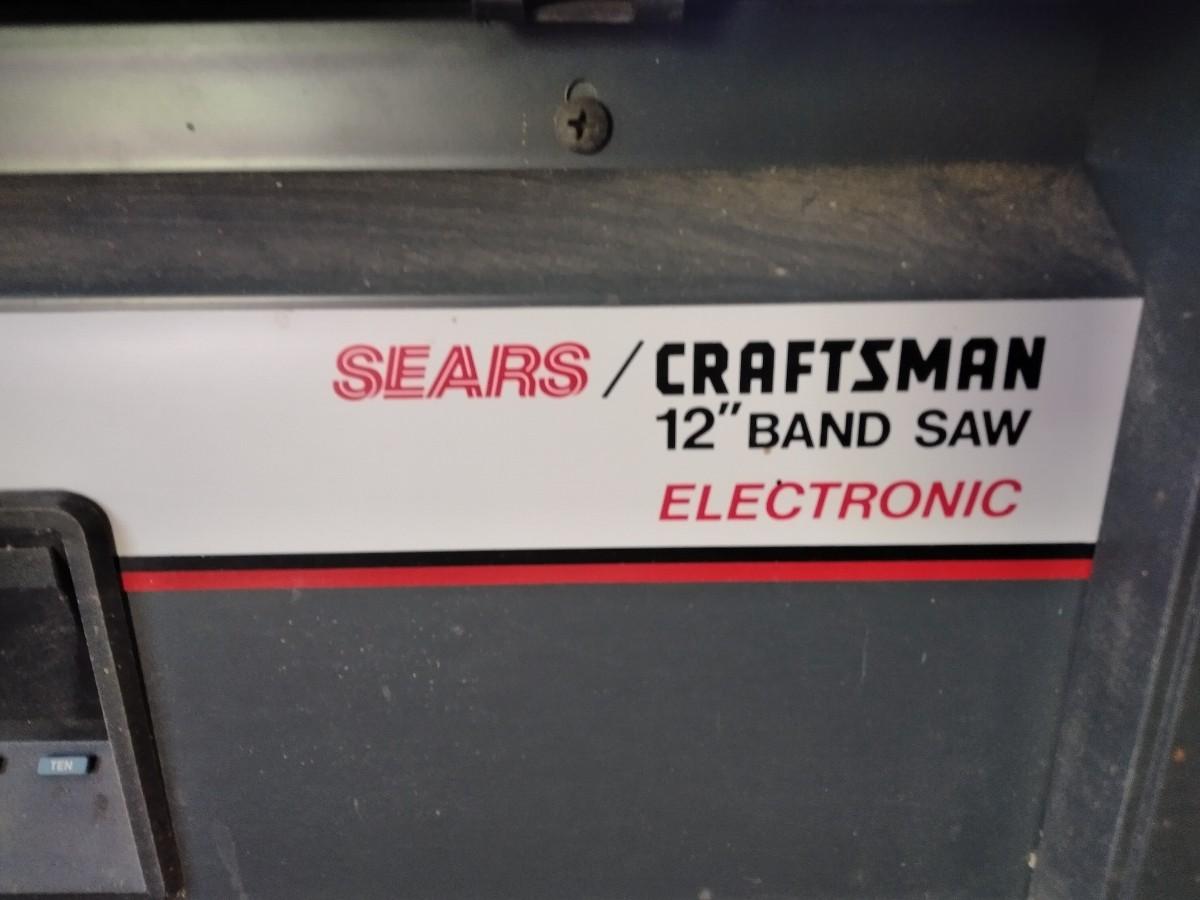 SEARS / CRAFTSMAN
12" BAND SAW
ELECTRONIC
TEN